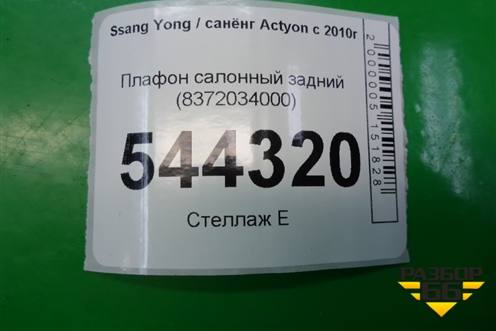 Ssang Yong / санёнг Actyon с 2010г
Плафон салонный задний
(8372034000)
544320
Стеллаж Е
2000005151828
РАЗБОР
66